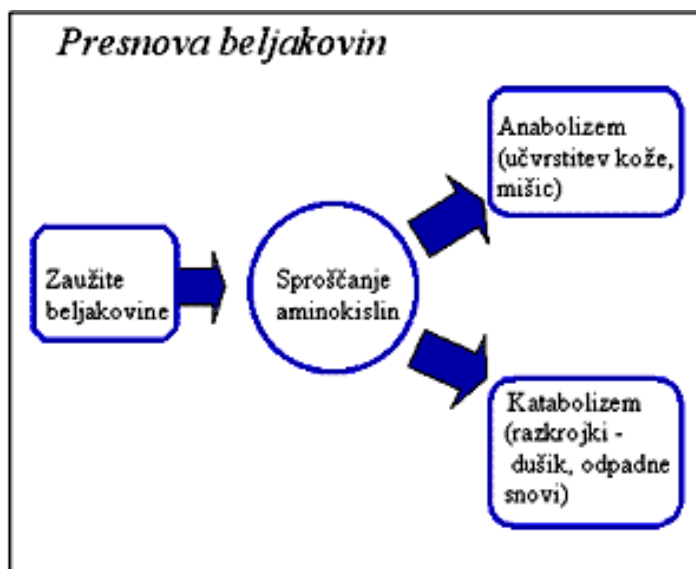 Presnova beljakovin
Zaužite
beljakovine
Sproščanje
aminokislin
Anabolizem
(učvrstitev kože,
mišic)
Katabolizem
(razkrojki -
dušik, odpadne
snovi)